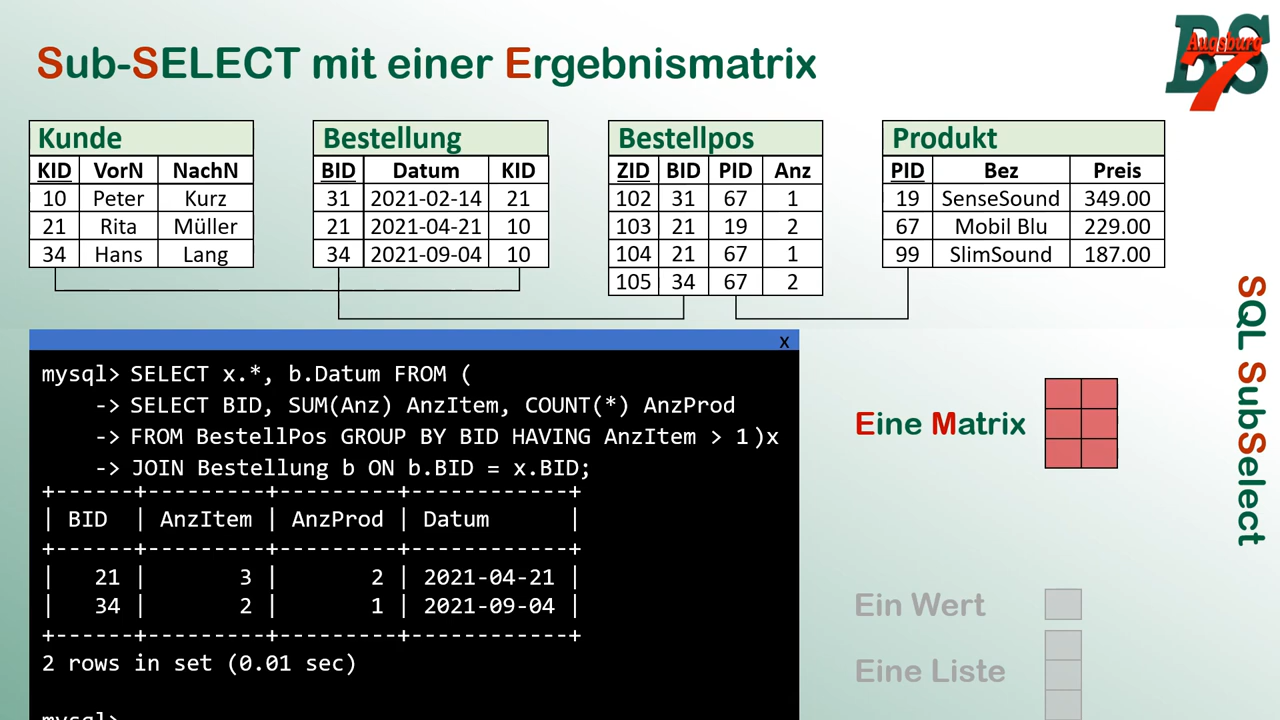 Sub-SELECT mit einer Ergebnismatrix
BS
Augsburg
7
Kunde
KID VorN NachN
10 Peter Kurz
21 Rita Müller
34 Hans Lang
Bestellung
BID Datum KID
31 2021-02-14 21
21 2021-04-21 10
34 2021-09-04 10
Bestellpos
ZID BID PID Anz
102 31 67 1
103 21 19 2
104 21 67 1
105 34 67 2
Produkt
PID Bez Preis
19 SenseSound 349.00
67 Mobil Blu 229.00
99 SlimSound 187.00
x
mysql> SELECT x.*, b.Datum FROM (
-> SELECT BID, SUM(Anz) AnzItem, COUNT(*) AnzProd
-> FROM BestellPos GROUP BY BID HAVING AnzItem > 1)x
-> JOIN Bestellung b ON b.BID = x.BID;
+------+---------+---------+------------+
| BID | AnzItem | AnzProd | Datum |
+------+---------+---------+------------+
| 21 | 3 | 2 | 2021-04-21 |
| 34 | 2 | 1 | 2021-09-04 |
+------+---------+---------+------------+
2 rows in set (0.01 sec)
mysql>
Eine Matrix
Ein Wert
Eine Liste
SQL SubSelect